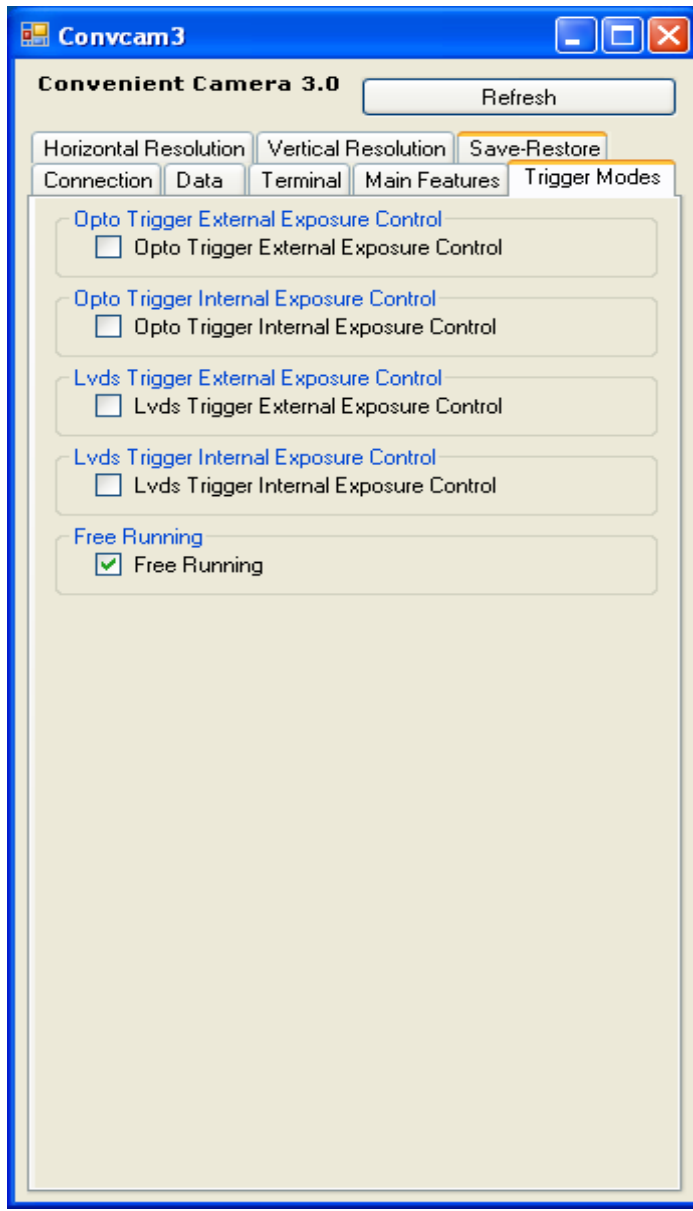 Convcam3
Convenient Camera 3.0
Refresh
Horizontal Resolution Vertical Resolution Save-Restore
Connection Data Terminal Main Features Trigger Modes
Opto Trigger External Exposure Control
Opto Trigger External Exposure Control
Opto Trigger Internal Exposure Control
Opto Trigger Internal Exposure Control
Lvds Trigger External Exposure Control
Lvds Trigger External Exposure Control
Lvds Trigger Internal Exposure Control
Lvds Trigger Internal Exposure Control
Free Running
Free Running